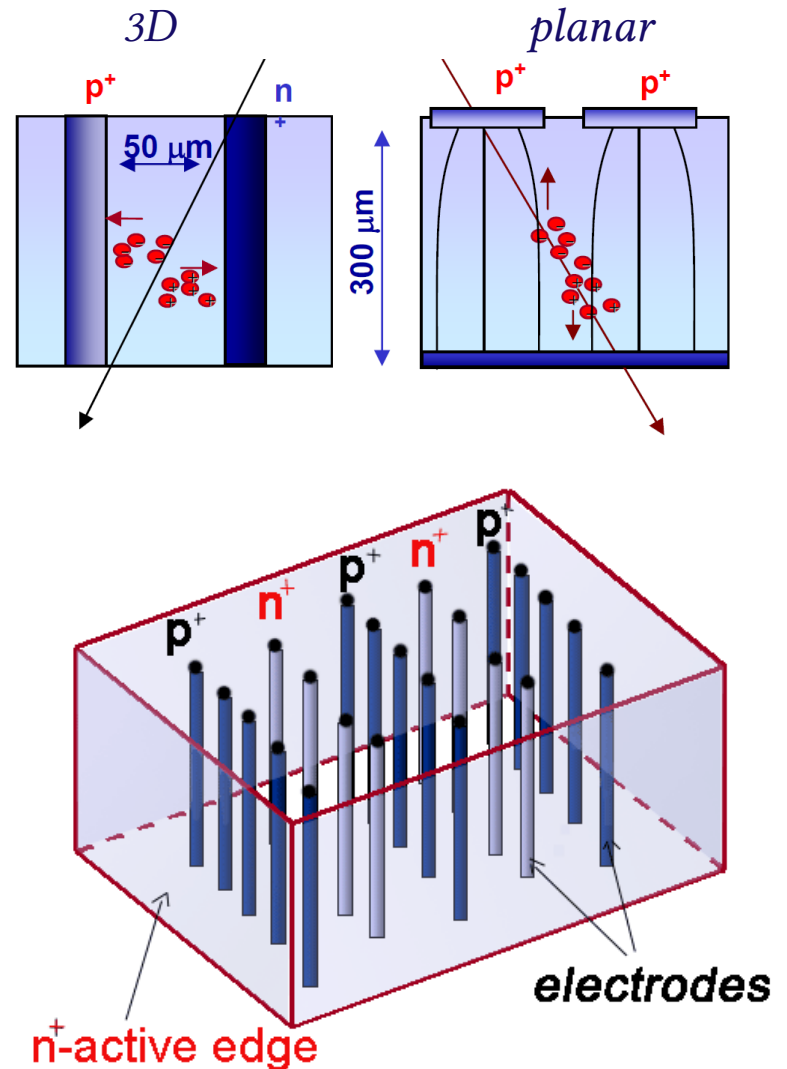 3D
planar
p+
n
+
p+
p+
50 μm
300 μm
p+
n+
p+
n+
p+
electrodes
n+-active edge